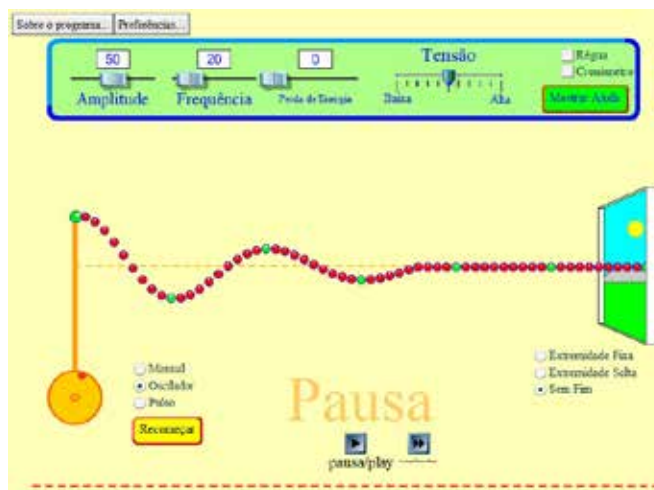 Sobre o programa... Preferências...
50 20 0 Tensão Régua
Cronômetro
Amplitude Frequência Perda de Energia Baixa Alta Mostrar Ajuda
Manual
Oscilador
Pulso
Recomeçar
Pausa
pausa/play
Extremidade Fixa
Extremidade Solta
Sem Fim